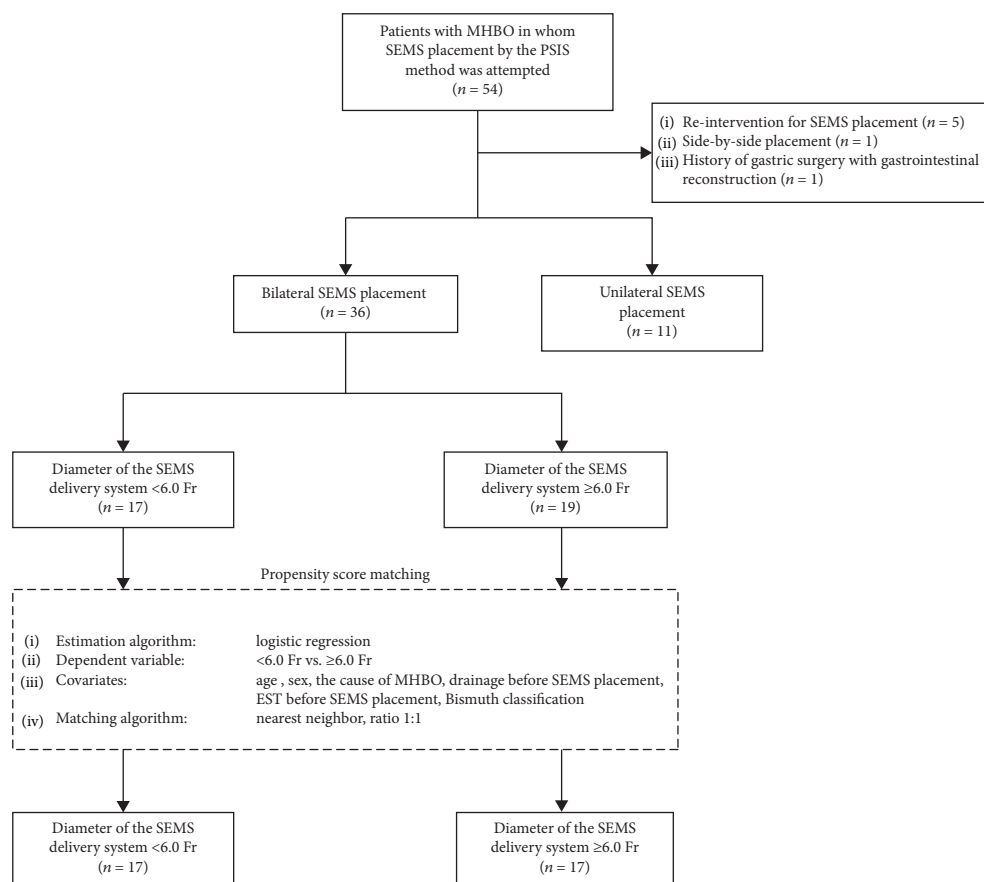 Patients with MHBO in whom
SEMS placement by the PSIS
method was attempted
(n = 54)
(i) Re-intervention for SEMS placement (n = 5)
(ii) Side-by-side placement (n = 1)
(iii) History of gastric surgery with gastrointestinal
reconstruction (n = 1)
Bilateral SEMS placement
(n = 36)
Unilateral SEMS
placement
(n = 11)
Diameter of the SEMS
delivery system <6.0 Fr
(n = 17)
Diameter of the SEMS
delivery system ≥6.0 Fr
(n = 19)
Propensity score matching
(i) Estimation algorithm: logistic regression
(ii) Dependent variable: <6.0 Fr vs. ≥6.0 Fr
(iii) Covariates: age , sex, the cause of MHBO, drainage before SEMS placement,
EST before SEMS placement, Bismuth classification
(iv) Matching algorithm: nearest neighbor, ratio 1:1
Diameter of the SEMS
delivery system <6.0 Fr
(n = 17)
Diameter of the SEMS
delivery system ≥6.0 Fr
(n = 17)